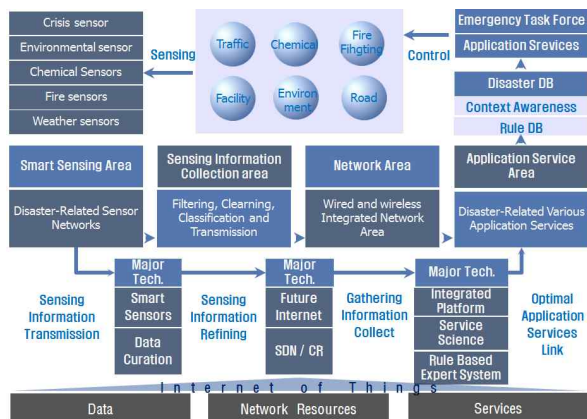 Crisis sensor
Environmental sensor
Chemical Sensors
Fire sensors
Weather sensors
Sensing
Traffic
Chemical
Fire
Fihgting
Facility
Environ
ment
Road
Control
Emergency Task Force
Application Srevices
Disaster DB
Context Awareness
Rule DB
Smart Sensing Area
Disaster-Related Sensor
Networks
Sensing Information
Collection area
Filtering, Clearning,
Classification and
Transmission
Network Area
Wired and wireless
Integrated Network
Area
Application Service
Area
Disaster-Related Various
Application Services
Sensing
Information
Transmission
Major
Tech.
Smart
Sensors
Data
Curation
Sensing
Information
Refining
Major
Tech.
Future
Internet
SDN / CR
Gathering
Information
Collect
Major Tech.
Integrated
Platform
Service
Science
Rule Based
Expert System
Optimal
Application
Services
Link
Internet of Things
Data
Network Resources
Services